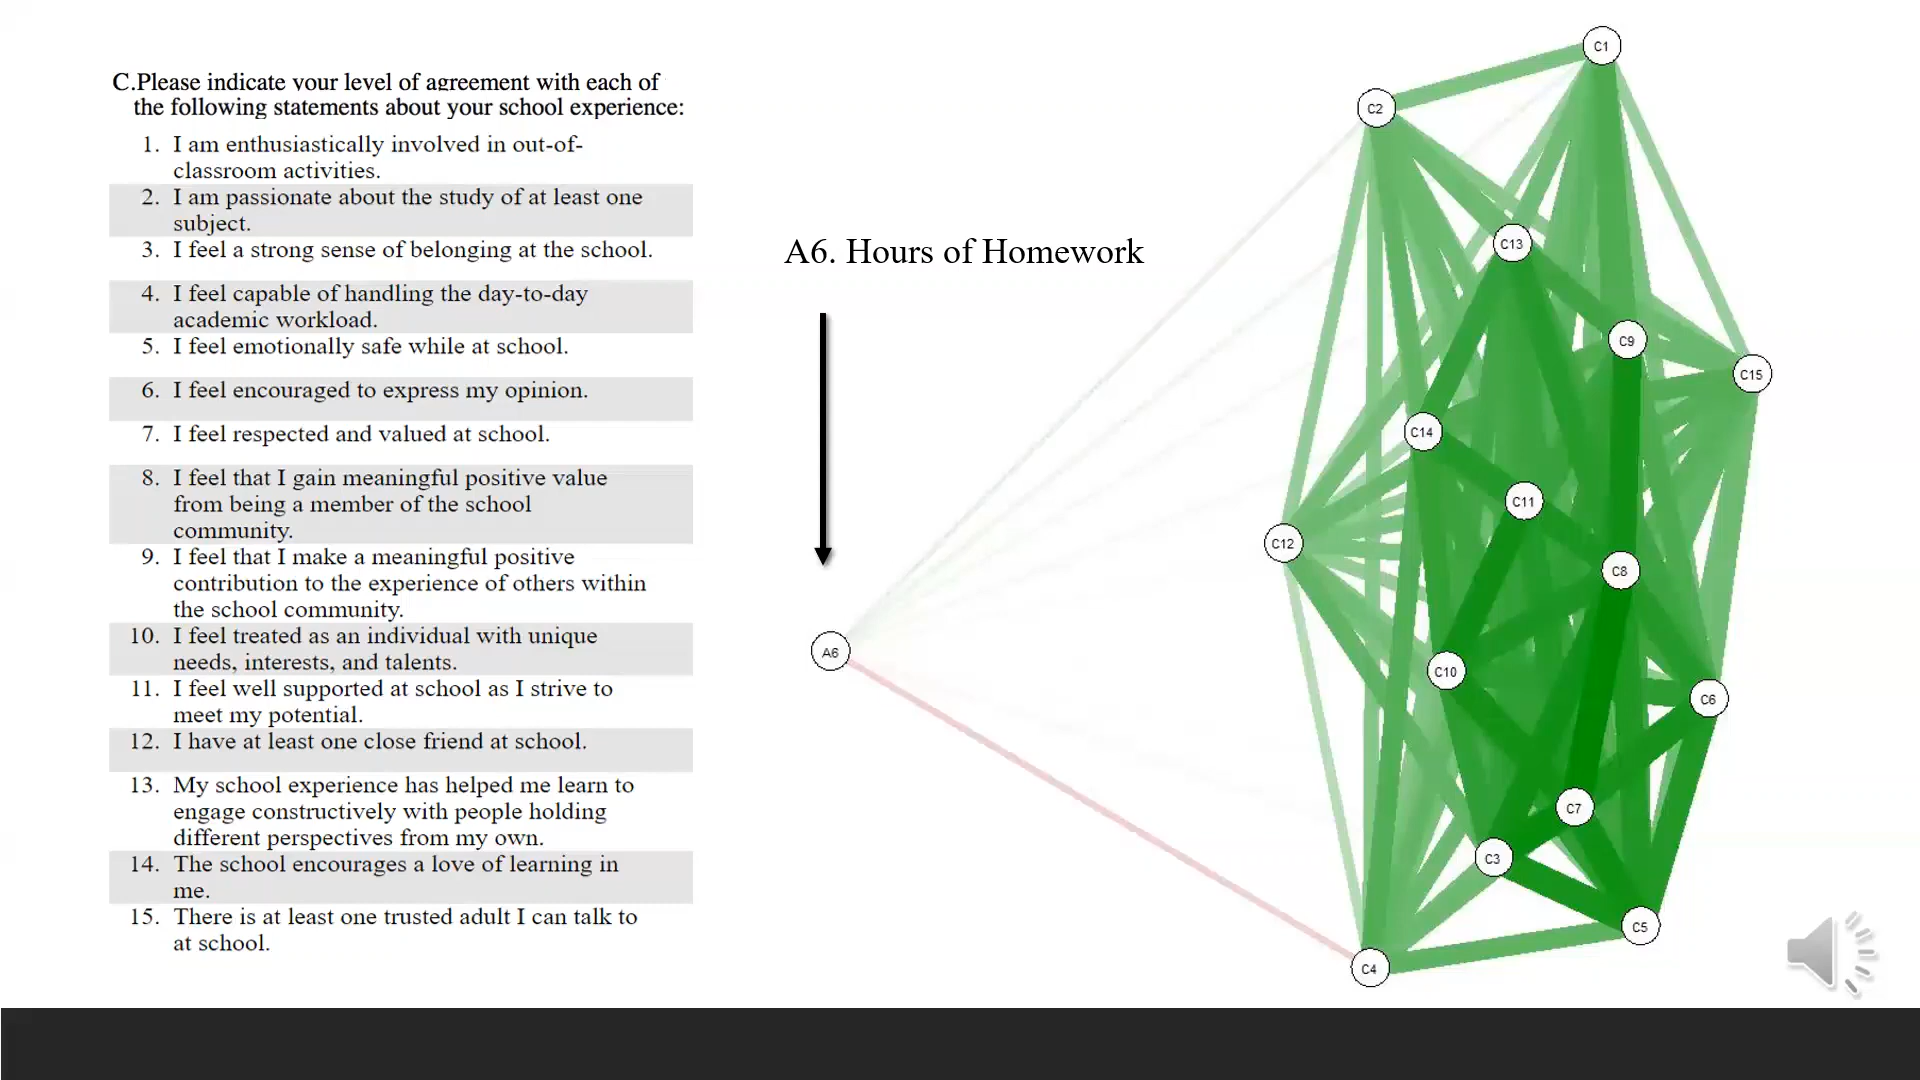 C.Please indicate your level of agreement with each of
the following statements about your school experience:
1. I am enthusiastically involved in out-of-
classroom activities.
2. I am passionate about the study of at least one
subject.
3. I feel a strong sense of belonging at the school.
4. I feel capable of handling the day-to-day
academic workload.
5. I feel emotionally safe while at school.
6. I feel encouraged to express my opinion.
7. I feel respected and valued at school.
8. I feel that I gain meaningful positive value
from being a member of the school
community.
9. I feel that I make a meaningful positive
contribution to the experience of others within
the school community.
10. I feel treated as an individual with unique
needs, interests, and talents.
11. I feel well supported at school as I strive to
meet my potential.
12. I have at least one close friend at school.
13. My school experience has helped me learn to
engage constructively with people holding
different perspectives from my own.
14. The school encourages a love of learning in
me.
15. There is at least one trusted adult I can talk to
at school.
A6. Hours of Homework
A6
C1
C2
C13
C9
C15
C14
C11
C12
C8
C10
C6
C7
C3
C5
C4